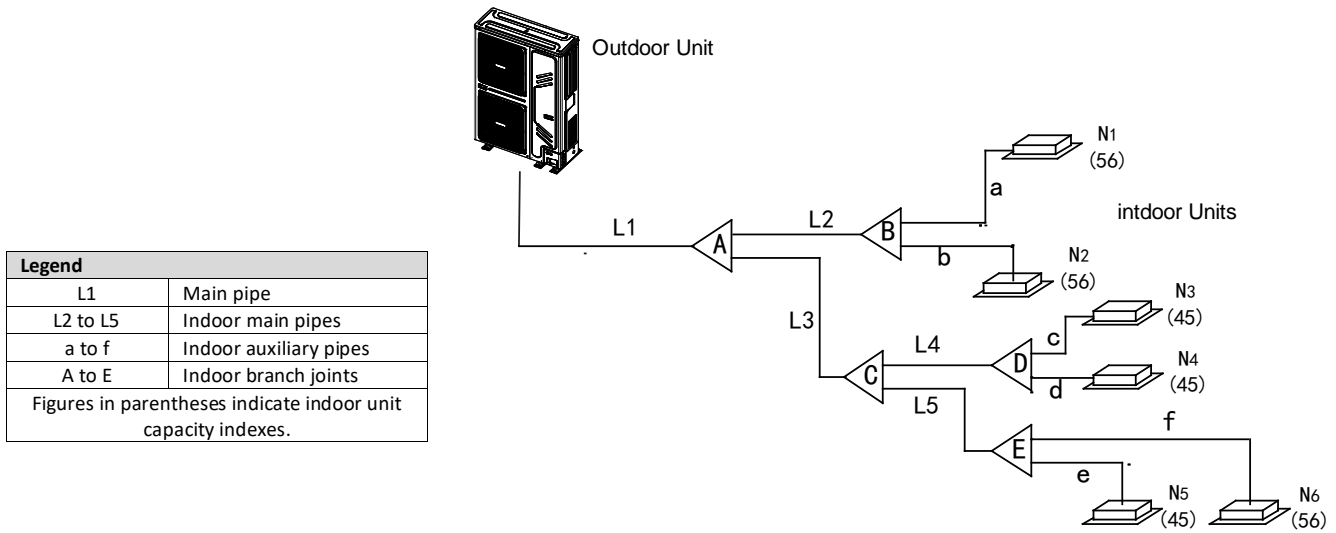 Outdoor Unit
N1
(56)
a
intdoor Units
L1
A
L2
B
b
N2
(56)
Legend
L1 Main pipe
L2 to L5 Indoor main pipes
a to f Indoor auxiliary pipes
A to E Indoor branch joints
Figures in parentheses indicate indoor unit
capacity indexes.
L3
N3
(45)
c
L4
D
N4
(45)
d
C
L5
f
E
e
N5
(45)
N6
(56)